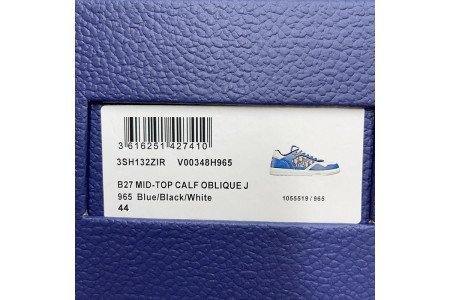 3 616251 427410
3SH132ZIR V00348H965
B27 MID-TOP CALF OBLIQUE J
965 Blue/Black/White
44
1055519 / 965